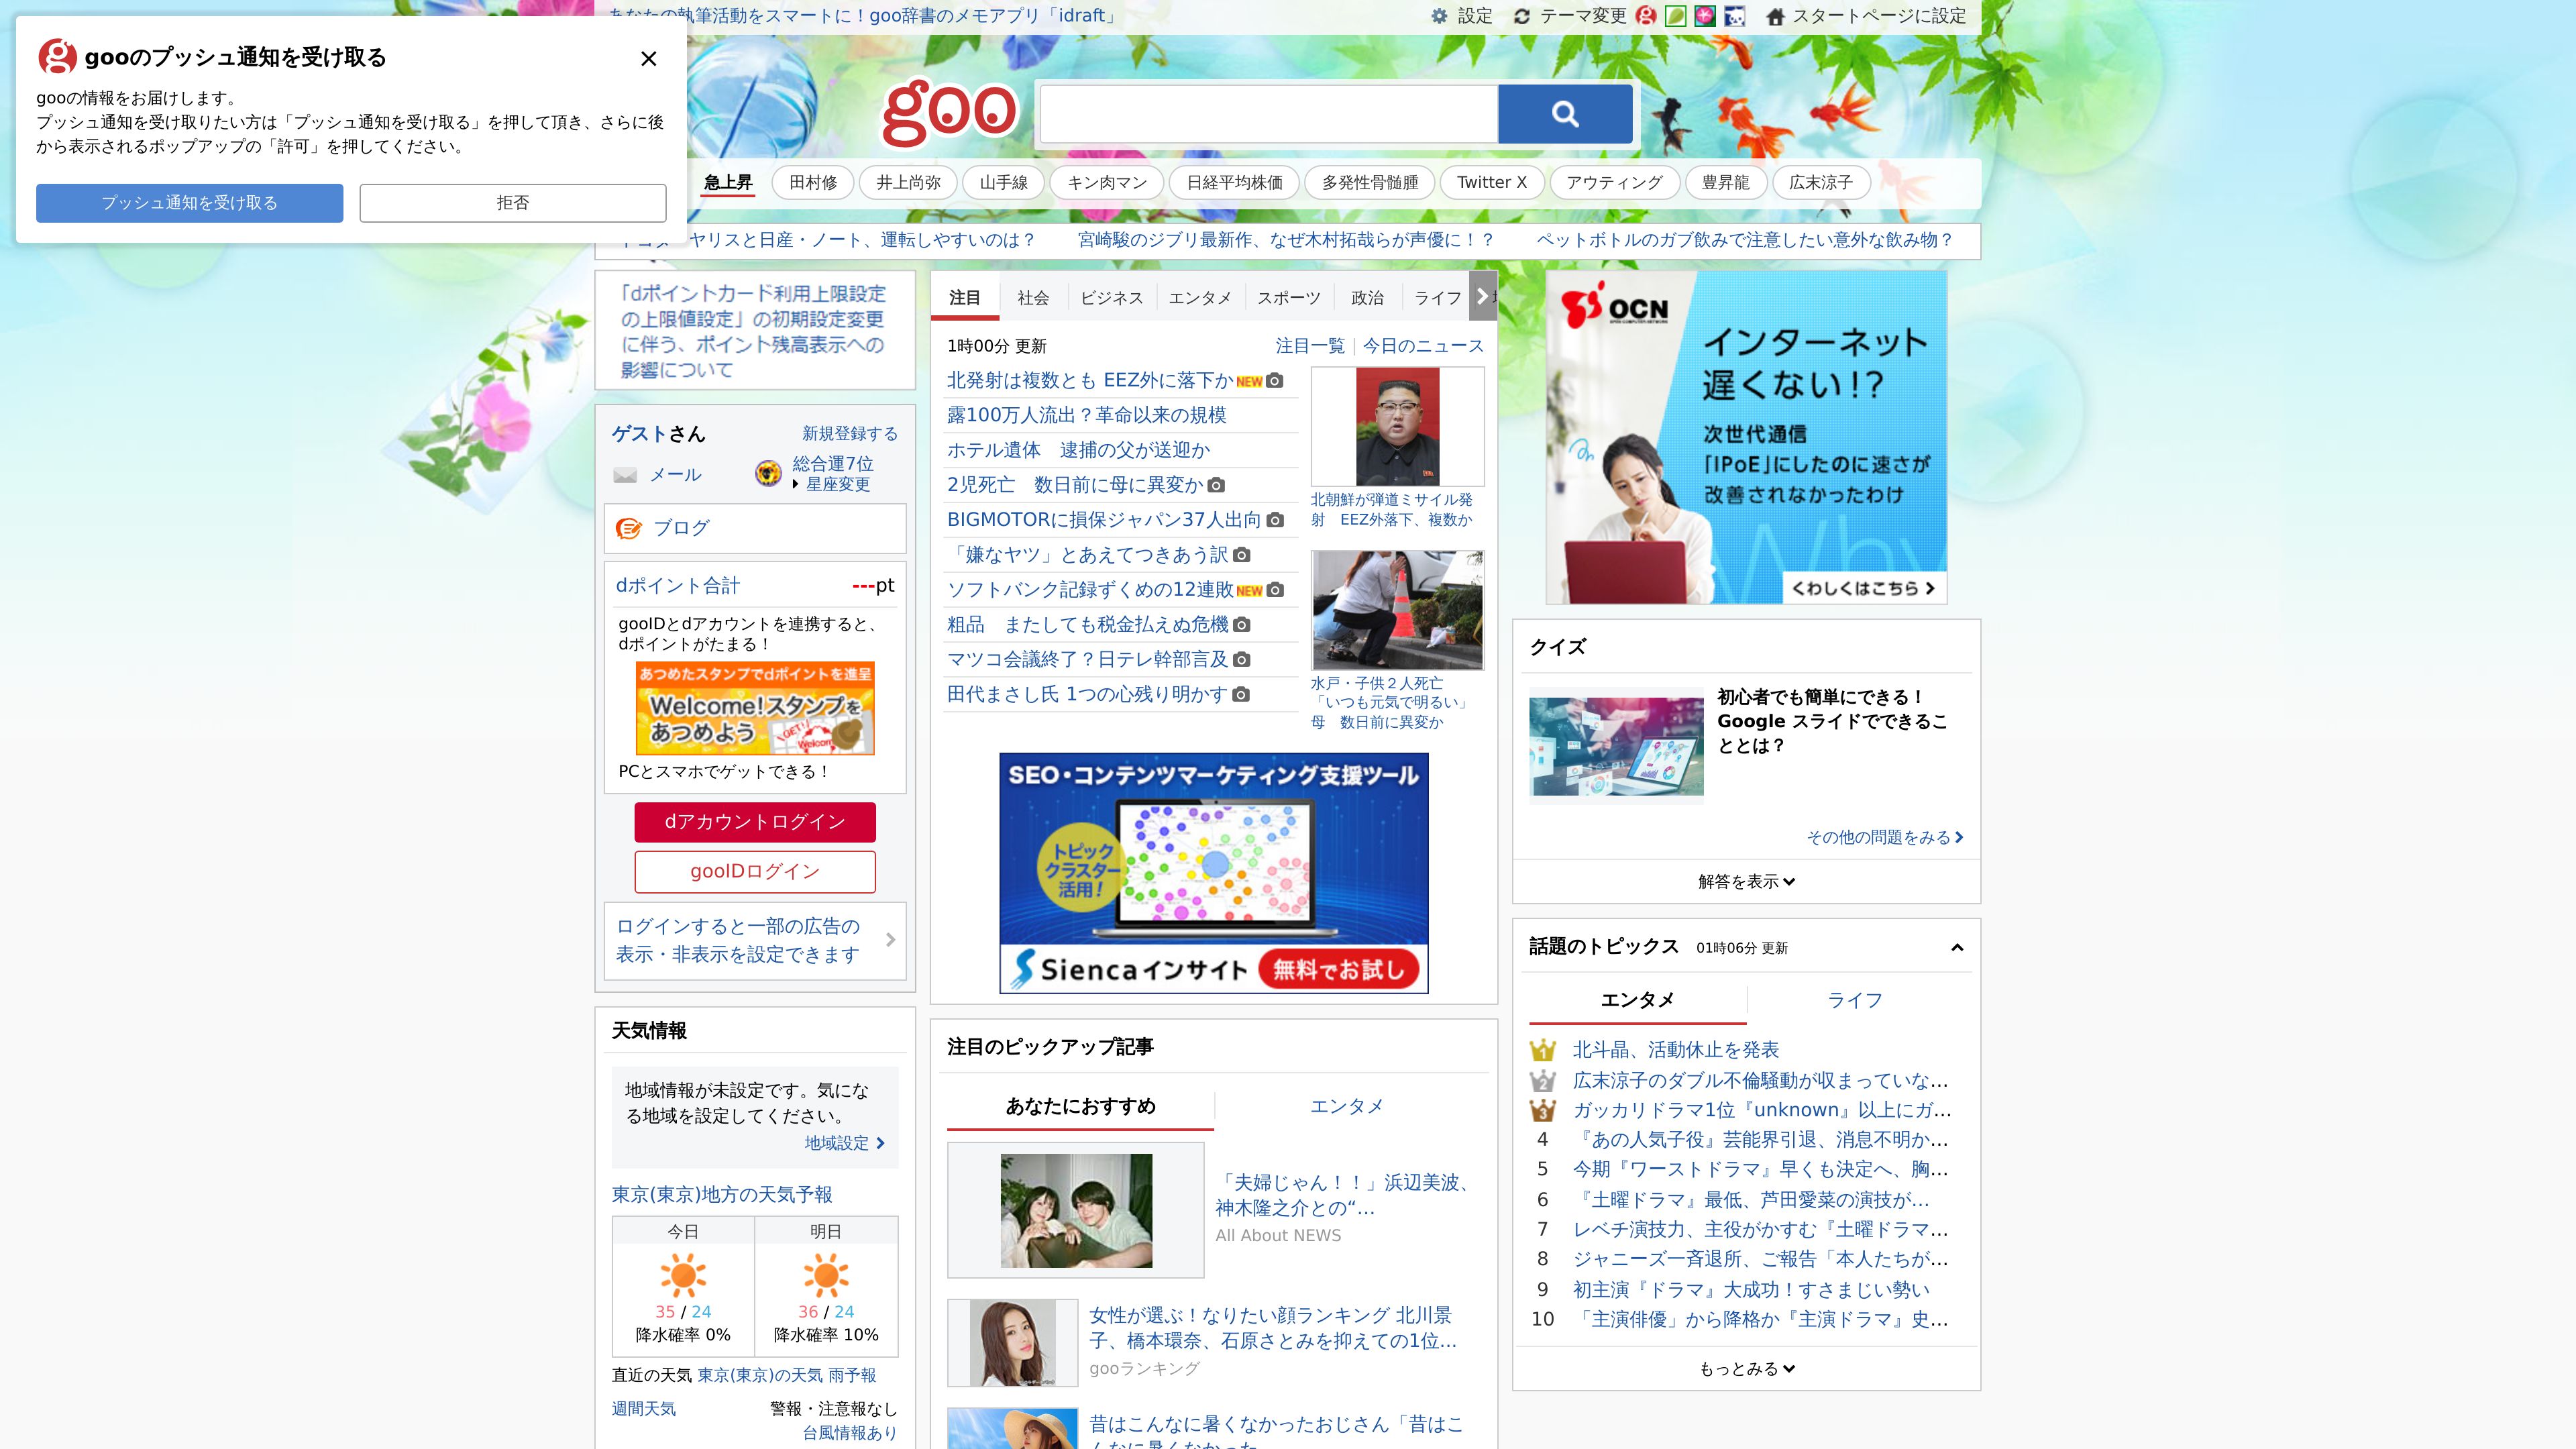 あなたの執筆活動をスマートに！goo辞書のメモアプリ「idraft」
設定
テーマ変更
スタートページに設定
gooのプッシュ通知を受け取る
gooの情報をお届けします。
プッシュ通知を受け取りたい方は「プッシュ通知を受け取る」を押して頂き、さらに後
から表示されるポップアップの「許可」を押してください。
プッシュ通知を受け取る
拒否
goo
急上昇
田村修
井上尚弥
山手線
キン肉マン
日経平均株価
多発性骨髄腫
Twitter X
アウティング
豊昇龍
広末涼子
ヤリスと日産・ノート、運転しやすいのは？
宮崎駿のジブリ最新作、なぜ木村拓哉らが声優に！？
ペットボトルのガブ飲みで注意したい意外な飲み物？
「dポイントカード利用上限設定
の上限値設定」の初期設定変更
に伴う、ポイント残高表示への
影響について
ゲストさん
新規登録する
メール
総合運7位
星座変更
ブログ
dポイント合計
---pt
gooIDとdアカウントを連携すると、
dポイントがたまる！
あつめたスタンプでdポイントを進呈
Welcome!スタンプを
あつめよう
GET!
Welcome
PCとスマホでゲットできる！
dアカウントログイン
gooIDログイン
ログインすると一部の広告の
表示・非表示を設定できます
天気情報
地域情報が未設定です。気にな
る地域を設定してください。
地域設定
東京(東京)地方の天気予報
今日
明日
35 / 24
36 / 24
降水確率 0%
降水確率 10%
直近の天気 東京(東京)の天気 雨予報
週間天気
警報・注意報なし
台風情報あり
注目
社会
ビジネス
エンタメ
スポーツ
政治
ライフ
1時00分 更新
注目一覧
今日のニュース
北発射は複数とも EEZ外に落下か NEW
露100万人流出？革命以来の規模
ホテル遺体　逮捕の父が送迎か
2児死亡　数日前に母に異変か
BIGMOTORに損保ジャパン37人出向
「嫌なヤツ」とあえてつきあう訳
ソフトバンク記録ずくめの12連敗 NEW
粗品　またしても税金払えぬ危機
マツコ会議終了？日テレ幹部言及
田代まさし氏 1つの心残り明かす
北朝鮮が弾道ミサイル発
射　EEZ外落下、複数か
水戸・子供２人死亡
「いつも元気で明るい」
母　数日前に異変か
SEO・コンテンツマーケティング支援ツール
トピック
クラスター
活用！
Siencaインサイト
無料でお試し
注目のピックアップ記事
あなたにおすすめ
エンタメ
「夫婦じゃん！！」浜辺美波、
神木隆之介との“...
All About NEWS
女性が選ぶ！なりたい顔ランキング 北川景
子、橋本環奈、石原さとみを抑えての1位...
gooランキング
昔はこんなに暑くなかったおじさん「昔はこ
んなに暑くなかった
OCN
インターネット
遅くない!?
次世代通信
「IPoE」にしたのに速さが
改善されなかったわけ
Why
くわしくはこちら
クイズ
初心者でも簡単にできる！
Google スライドでできるこ
ととは？
その他の問題をみる
解答を表示
話題のトピックス
01時06分 更新
エンタメ
ライフ
1 北斗晶、活動休止を発表
2 広末涼子のダブル不倫騒動が収まっていな...
3 ガッカリドラマ1位『unknown』以上にガ...
4 『あの人気子役』芸能界引退、消息不明か...
5 今期『ワーストドラマ』早くも決定へ、胸...
6 『土曜ドラマ』最低、芦田愛菜の演技が...
7 レベチ演技力、主役がかすむ『土曜ドラマ...
8 ジャニーズ一斉退所、ご報告「本人たちが...
9 初主演『ドラマ』大成功！すさまじい勢い
10 「主演俳優」から降格か『主演ドラマ』史...
もっとみる